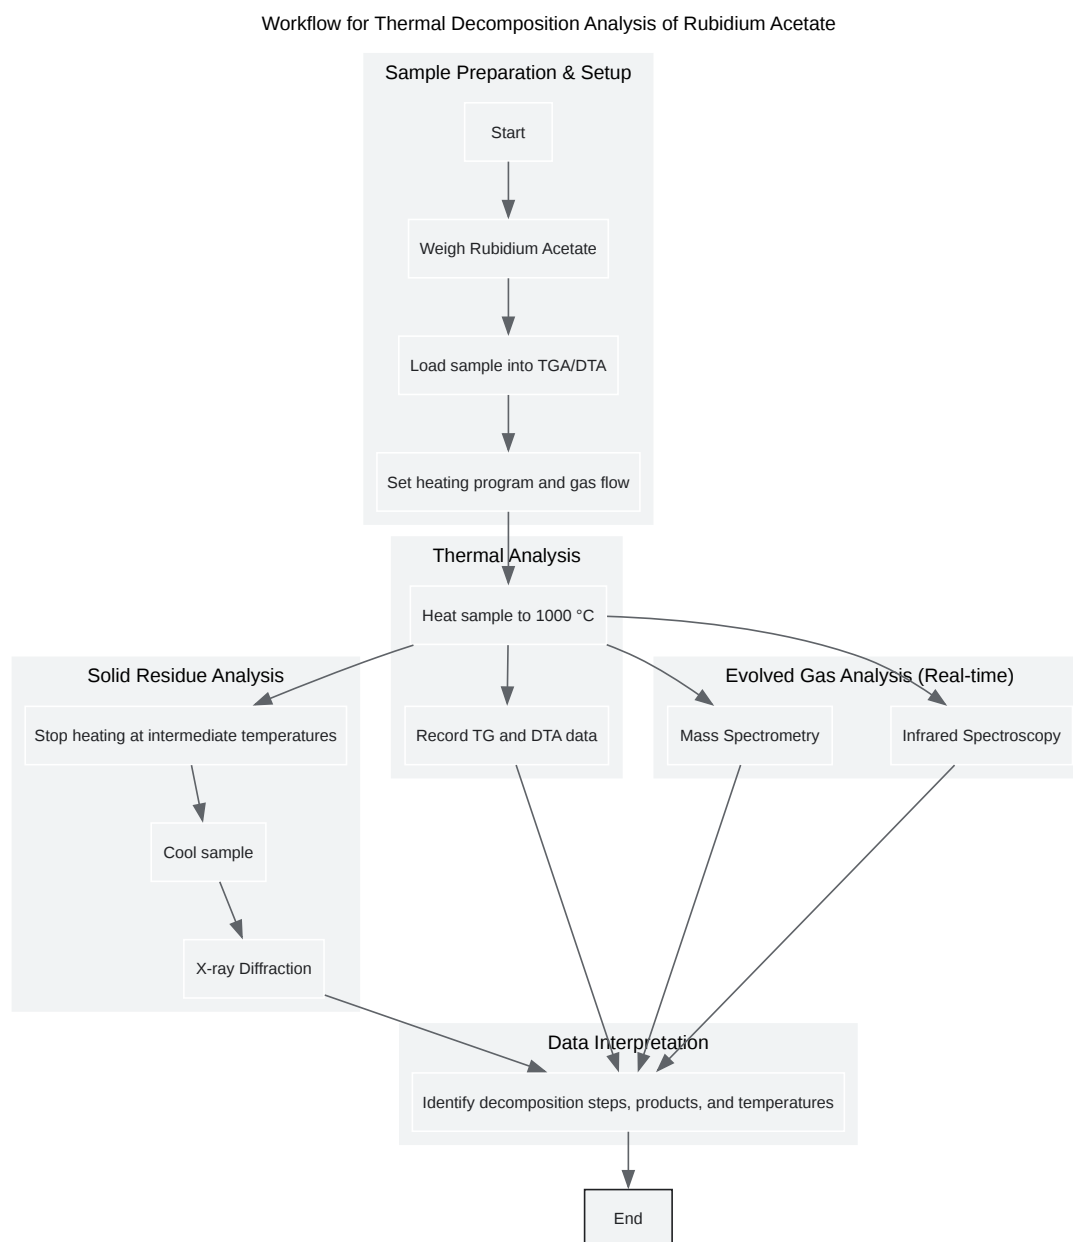 Workflow for Thermal Decomposition Analysis of Rubidium Acetate
Sample Preparation & Setup
Start
Weigh Rubidium Acetate
Load sample into TGA/DTA
Set heating program and gas flow
Thermal Analysis
Heat sample to 1000 °C
Solid Residue Analysis
Evolved Gas Analysis (Real-time)
Stop heating at intermediate temperatures
Record TG and DTA data
Mass Spectrometry
Infrared Spectroscopy
Cool sample
X-ray Diffraction
Data Interpretation
Identify decomposition steps, products, and temperatures
End